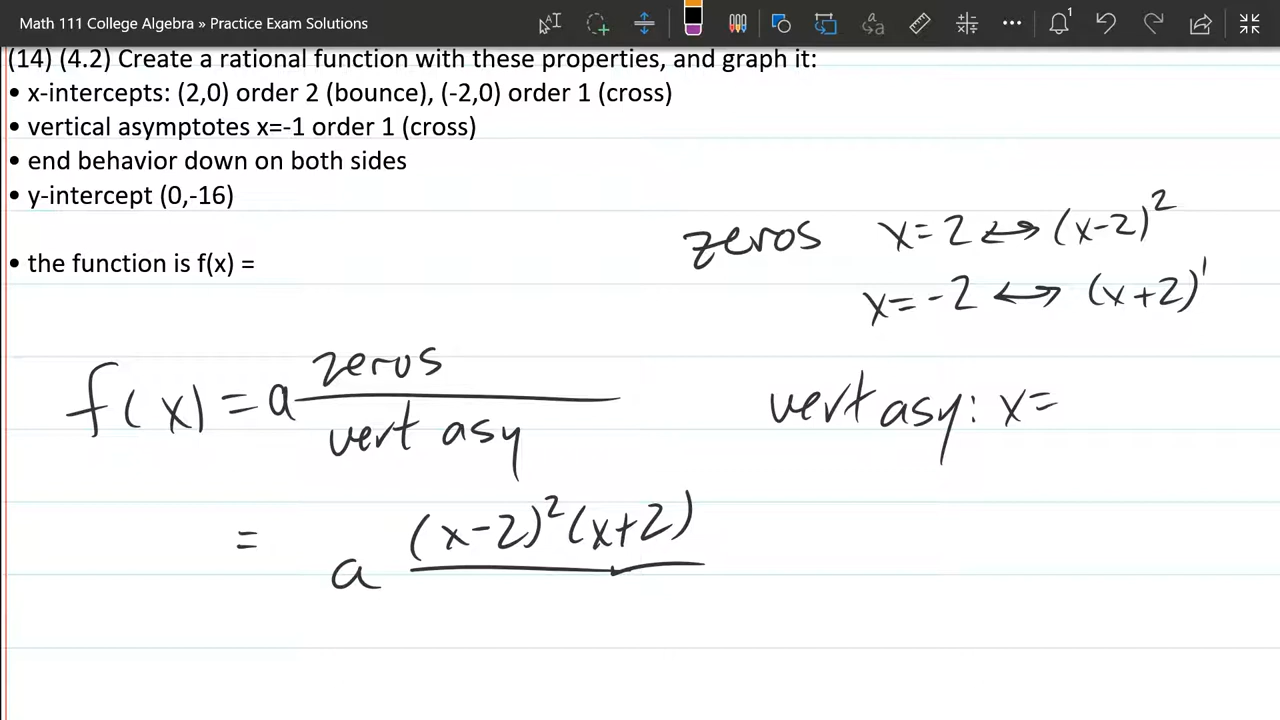 Math 111 College Algebra » Practice Exam Solutions
(14) (4.2) Create a rational function with these properties, and graph it:
• x-intercepts: (2,0) order 2 (bounce), (-2,0) order 1 (cross)
• vertical asymptotes x=-1 order 1 (cross)
• end behavior down on both sides
• y-intercept (0,-16)
• the function is f(x) =
zeros x=2 ↔ (x-2)²
x=-2 ↔ (x+2)¹
f(x) = a zeros / vert asy
vert asy: x=
= a (x-2)²(x+2)